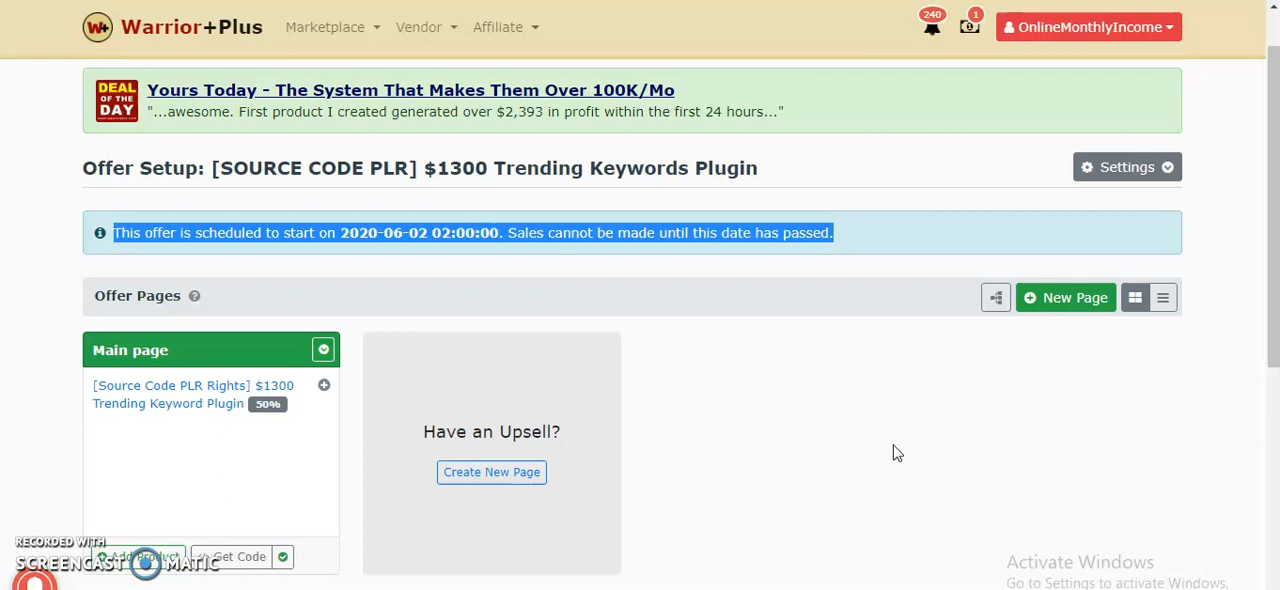 240
1
W+ Warrior+Plus Marketplace Vendor Affiliate OnlineMonthlyIncome
DEAL
OF THE
DAY
Yours Today - The System That Makes Them Over 100K/Mo
"...awesome. First product I created generated over $2,393 in profit within the first 24 hours..."
Offer Setup: [SOURCE CODE PLR] $1300 Trending Keywords Plugin
Settings
This offer is scheduled to start on 2020-06-02 02:00:00. Sales cannot be made until this date has passed.
Offer Pages
New Page
Main page
[Source Code PLR Rights] $1300
Trending Keyword Plugin 50%
Have an Upsell?
Create New Page
Add Product
Get Code
RECORDED WITH
SCREENCAST MATIC
Activate Windows
Go to Settings to activate Windows.